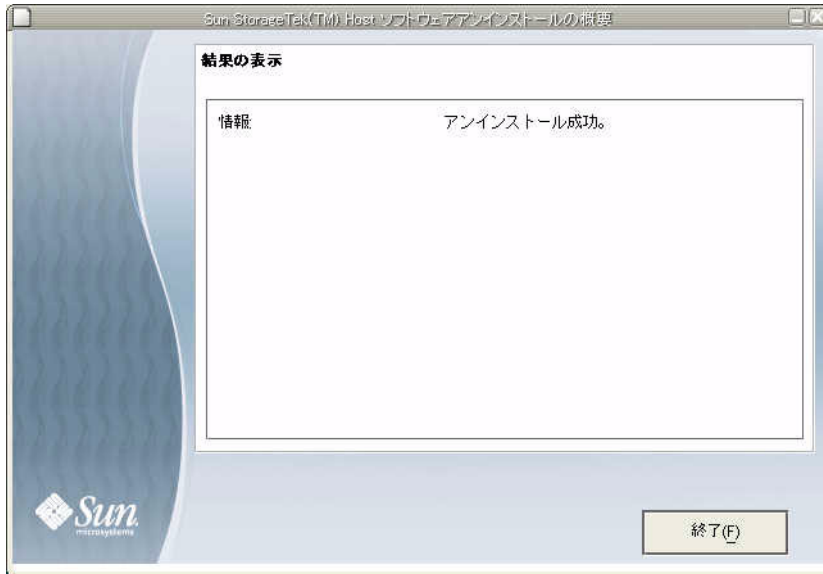 Sun StorageTek(TM) Host ソフトウェアアンインストールの概要
結果の表示
情報: アンインストール成功。
Sun
microsystems
終了(F)